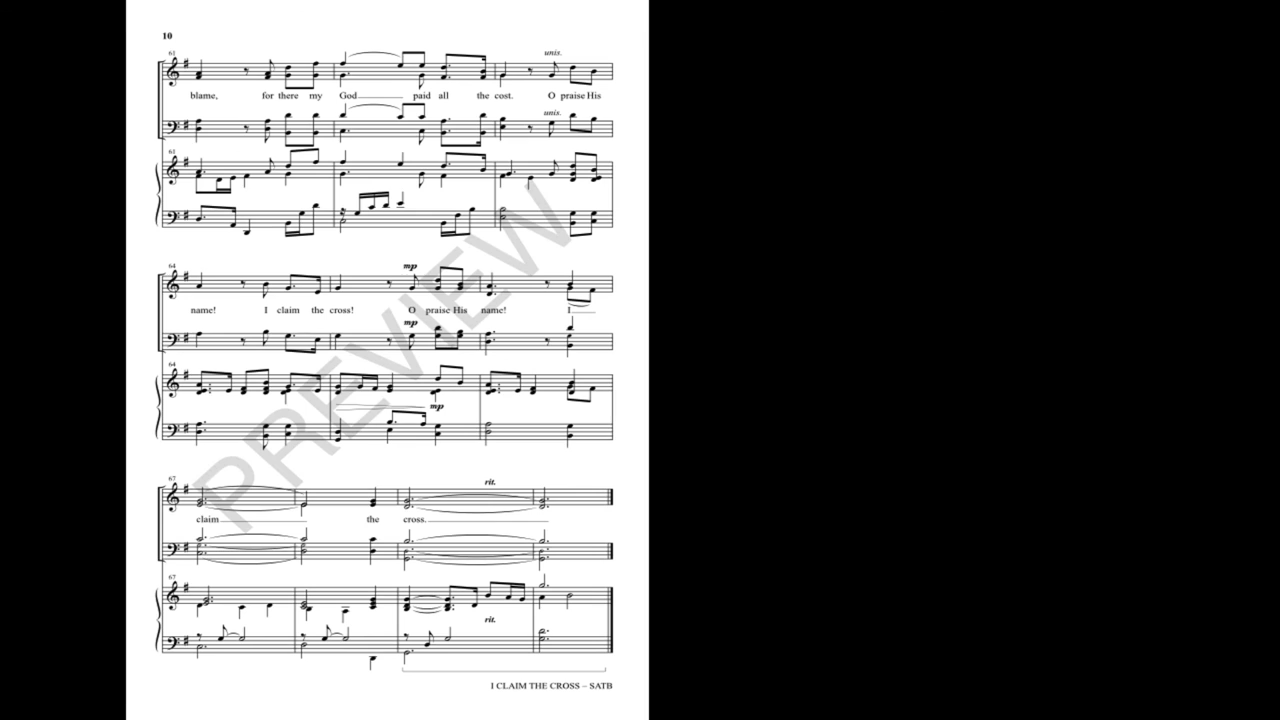 10
61
unis.
blame, for there my God paid all the cost. O praise His
unis.
61
64
mp
name! I claim the cross! O praise His name! I
mp
64
mp
67
rit.
claim the cross.
67
rit.
PREVIEW
I CLAIM THE CROSS – SATB